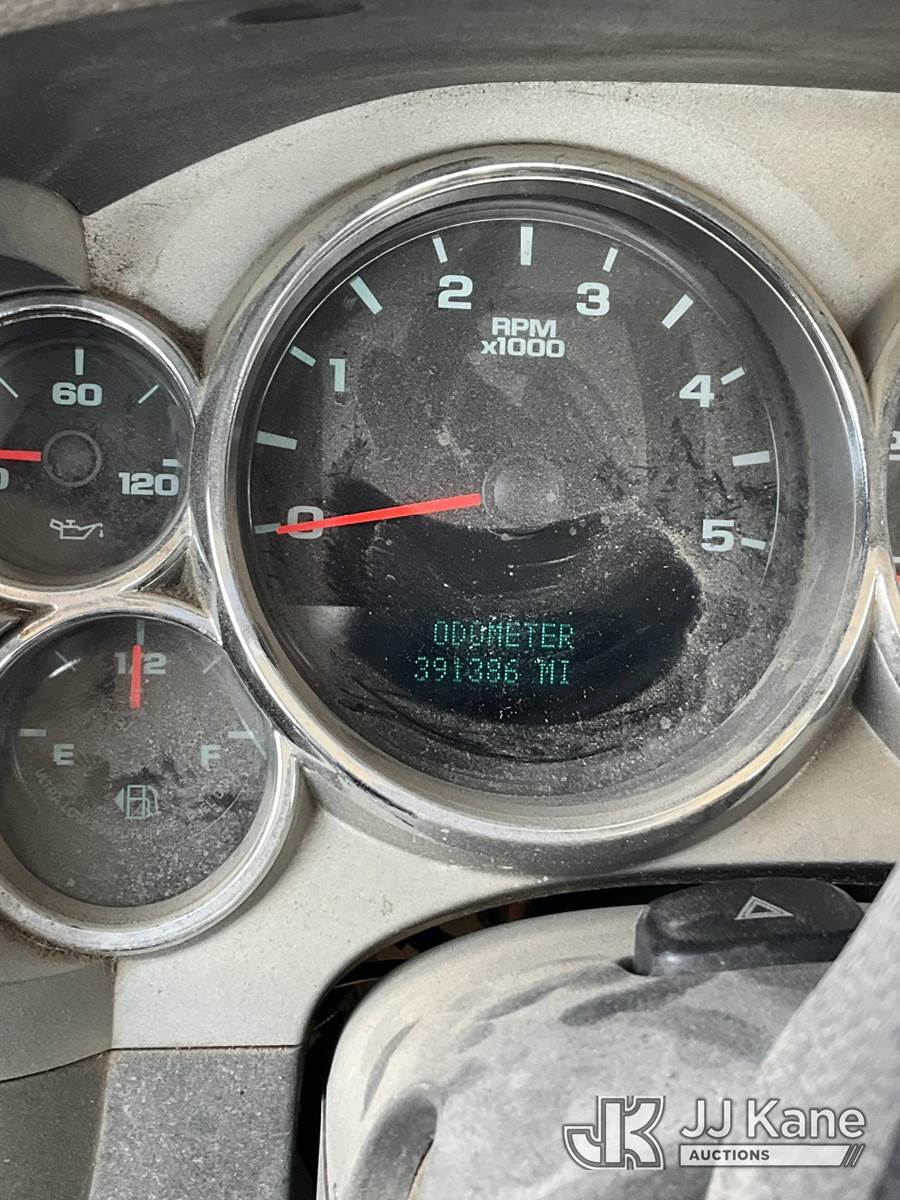 2
3
RPM
x1000
1
4
60
120
0
5
ODOMETER
391386 MI
1/2
E
F
JJ Kane
AUCTIONS